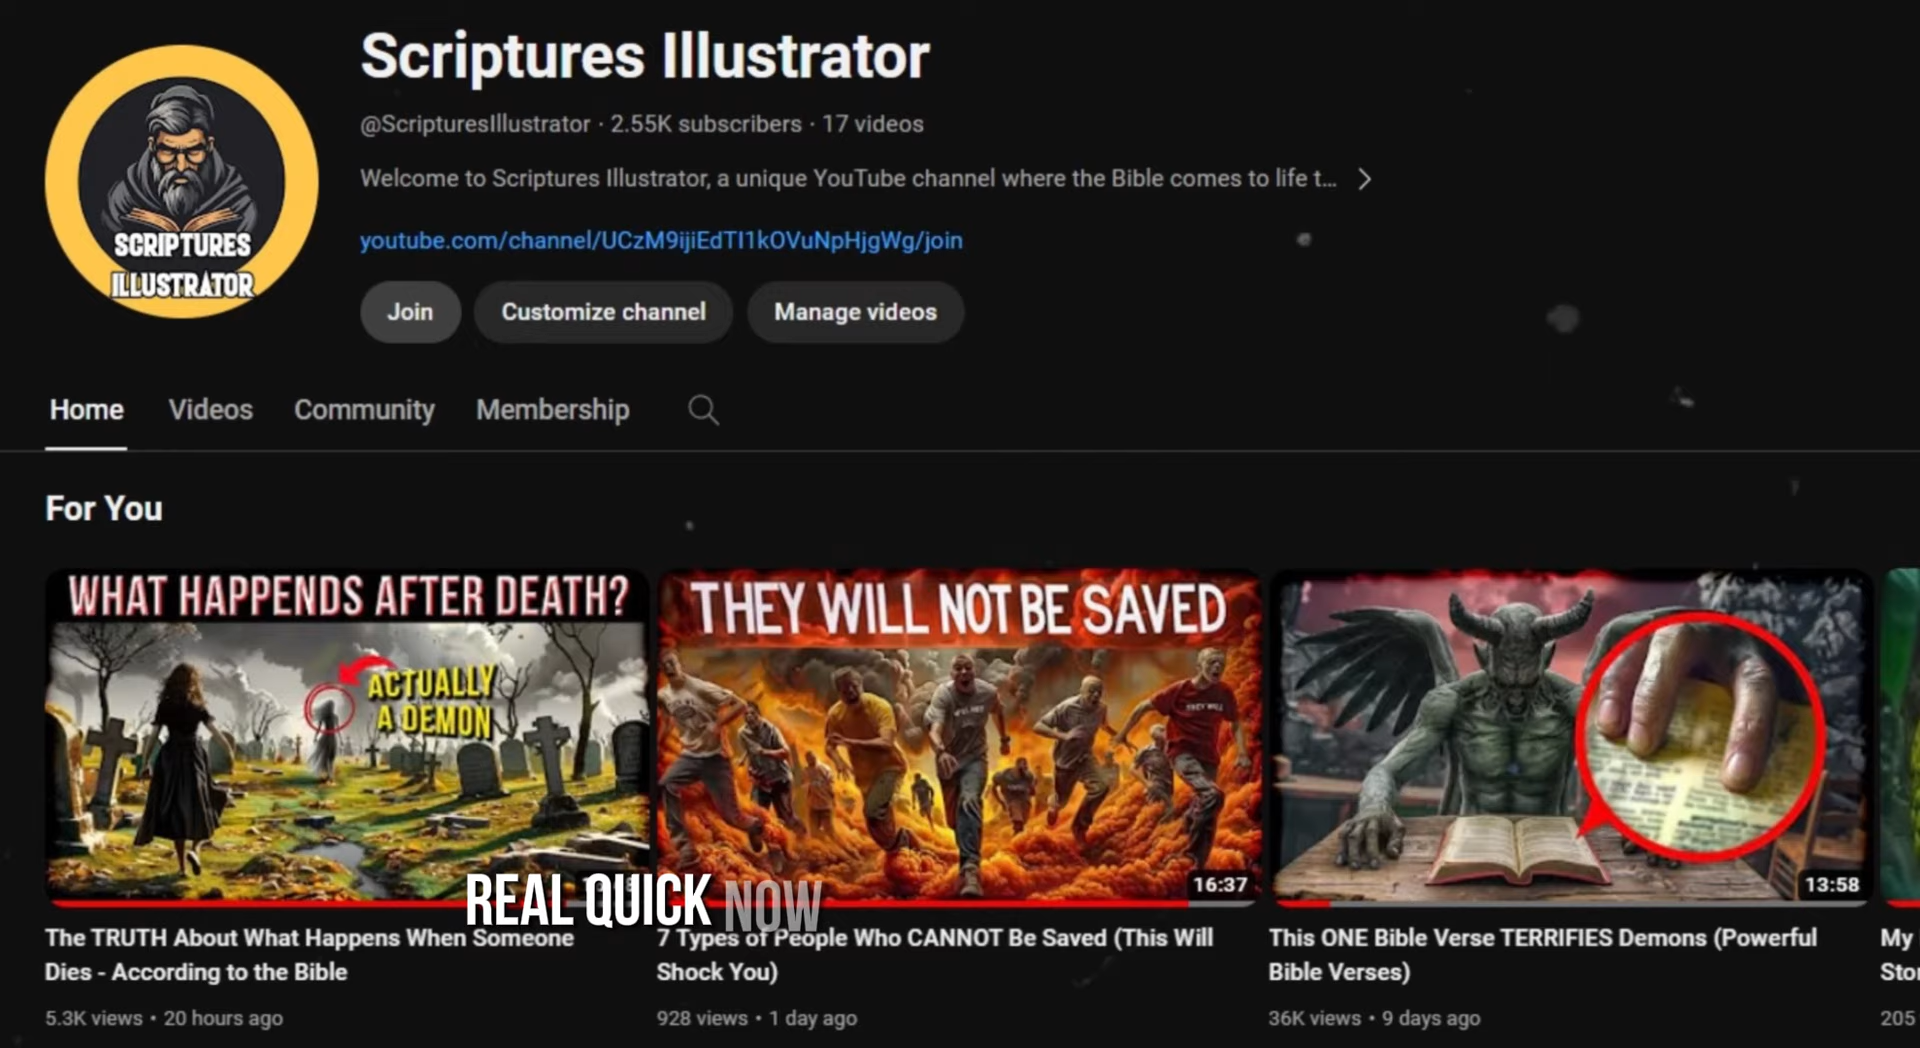 Scriptures Illustrator
@ScripturesIllustrator · 2.55K subscribers · 17 videos
Welcome to Scriptures Illustrator, a unique YouTube channel where the Bible comes to life t...
youtube.com/channel/UCzM9ijiEdTI1kOVuNpHjgWg/join
SCRIPTURES
ILLUSTRATOR
Join
Customize channel
Manage videos
Home
Videos
Community
Membership
For You
WHAT HAPPENDS AFTER DEATH?
ACTUALLY
A DEMON
THEY WILL NOT BE SAVED
THEY WILL
16:37
13:58
REAL QUICK NOW
The TRUTH About What Happens When Someone
Dies - According to the Bible
5.3K views • 20 hours ago
7 Types of People Who CANNOT Be Saved (This Will
Shock You)
928 views • 1 day ago
This ONE Bible Verse TERRIFIES Demons (Powerful
Bible Verses)
36K views • 9 days ago
My
205